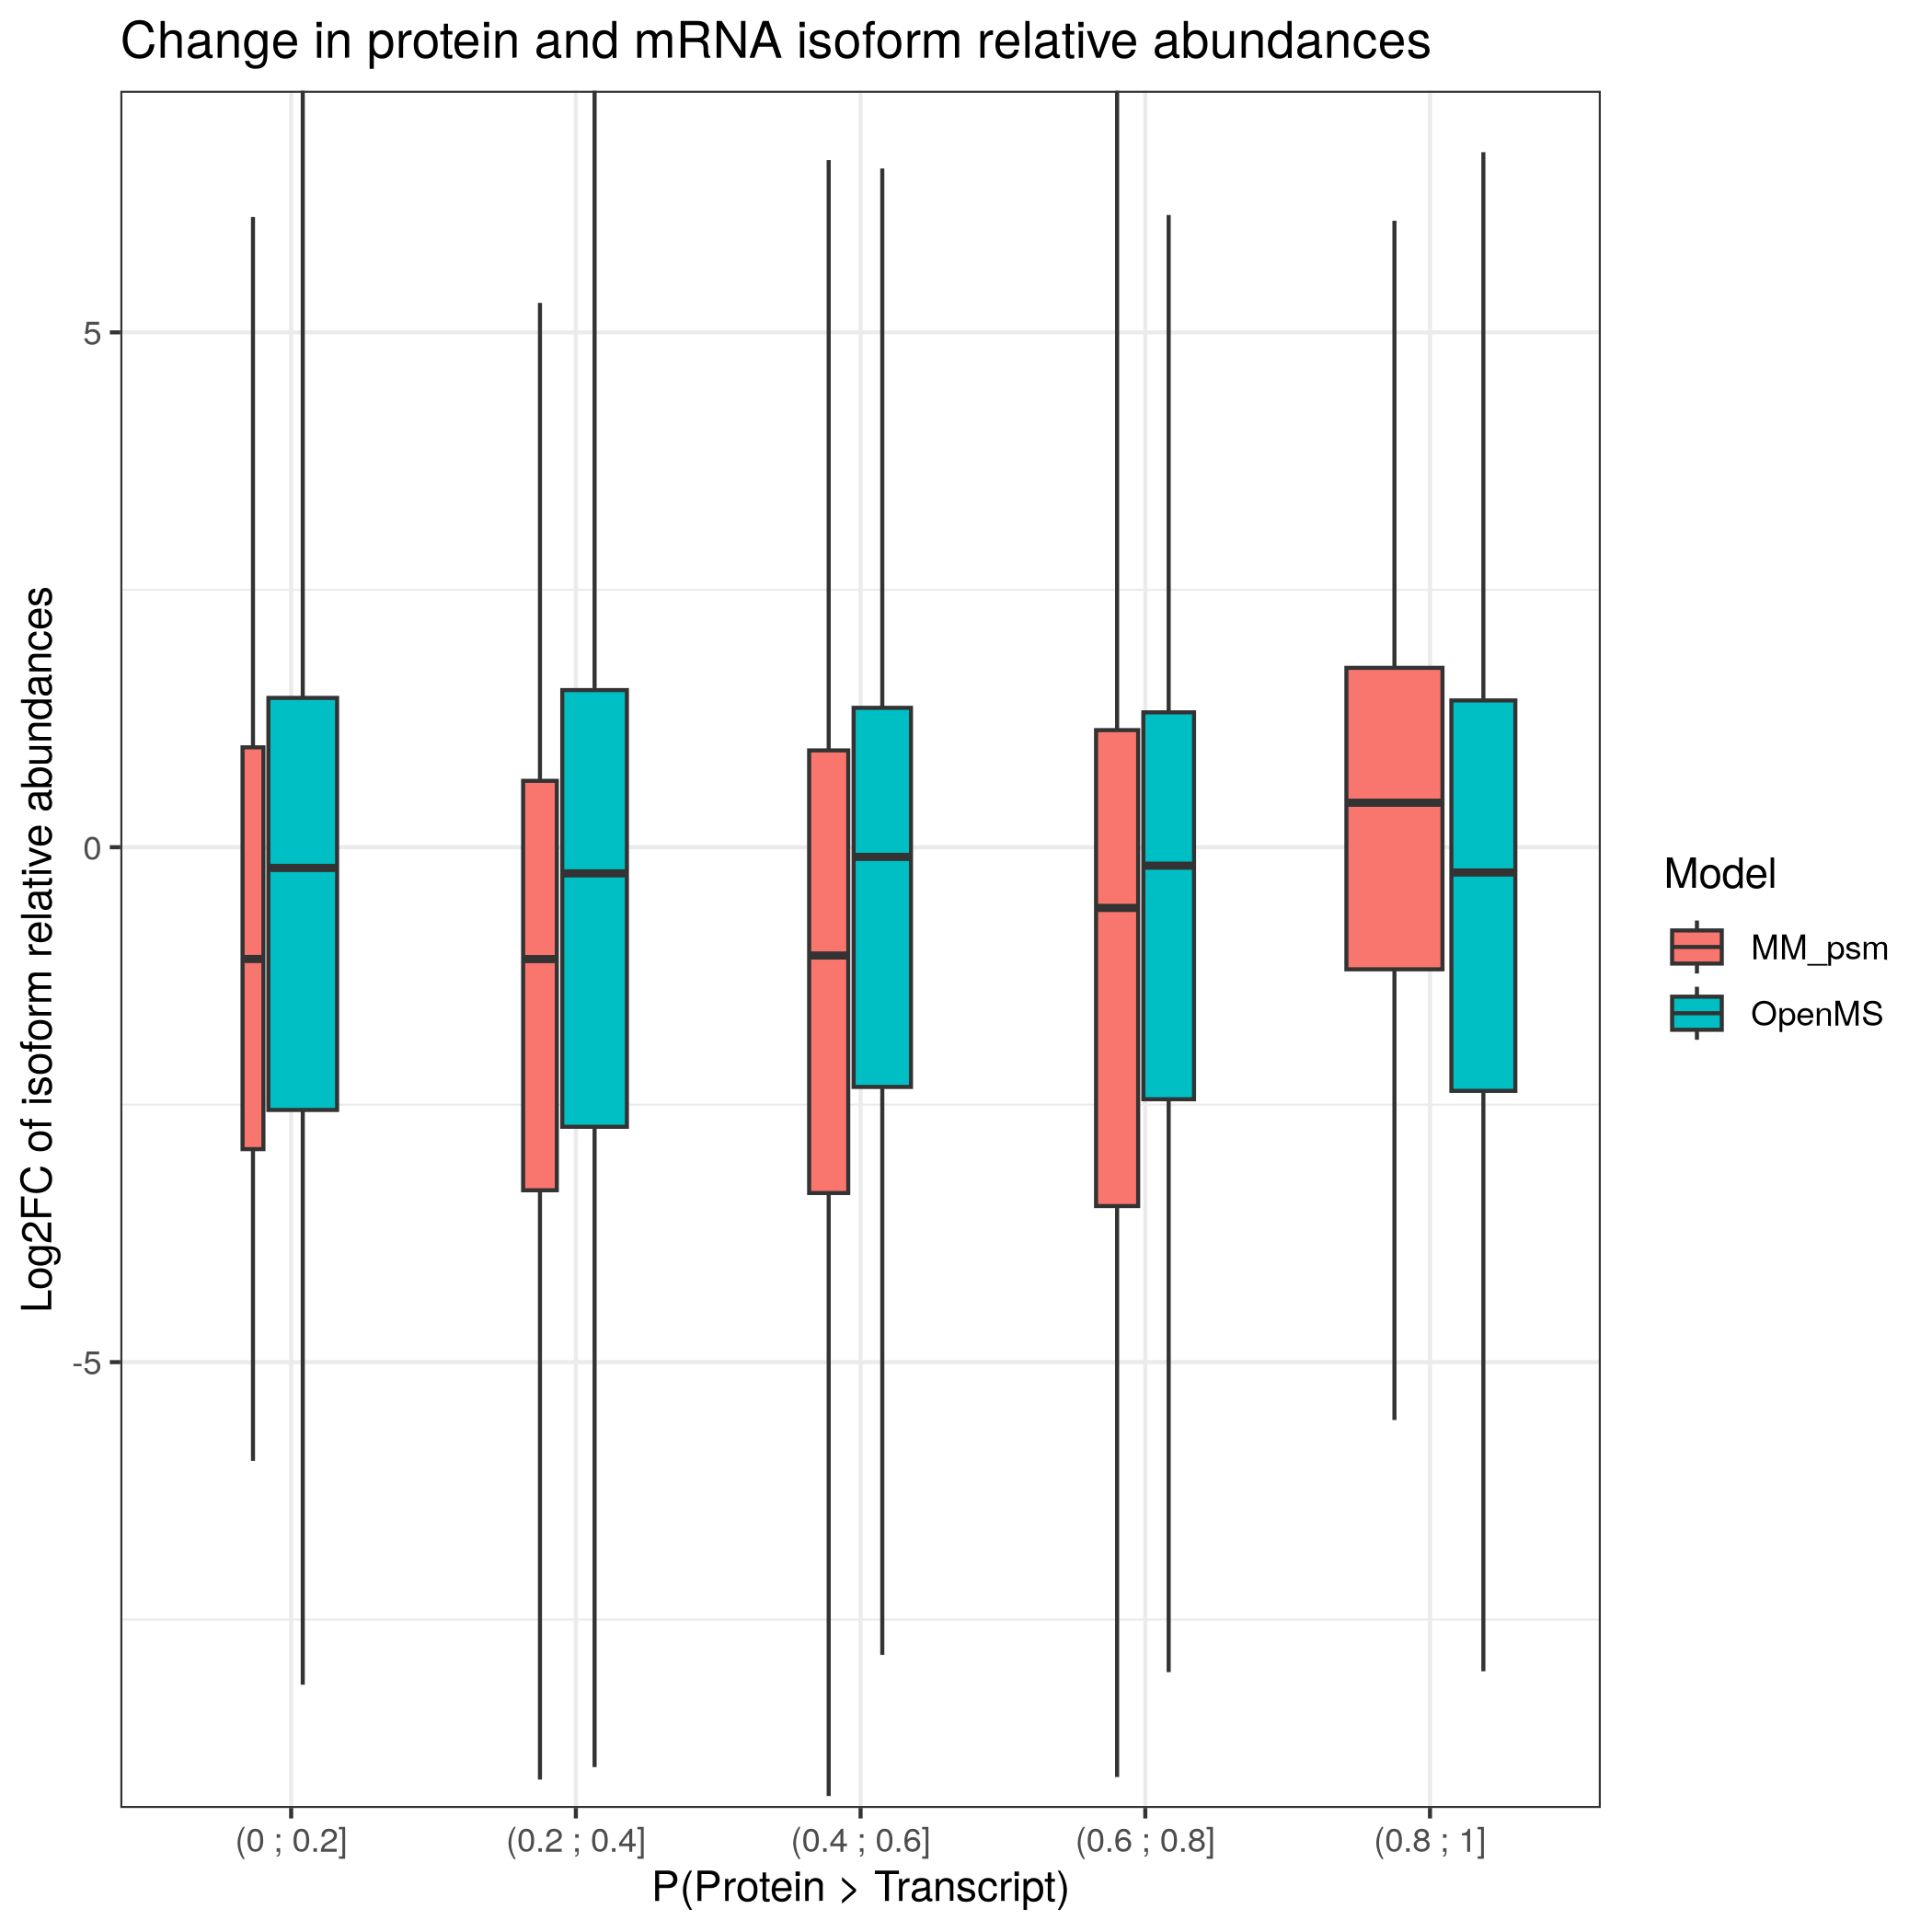 Change in protein and mRNA isoform relative abundances
Log2FC of isoform relative abundances
5
0
-5
(0 ; 0.2]
(0.2 ; 0.4]
(0.4 ; 0.6]
(0.6 ; 0.8]
(0.8 ; 1]
P(Protein > Transcript)
Model
MM_psm
OpenMS